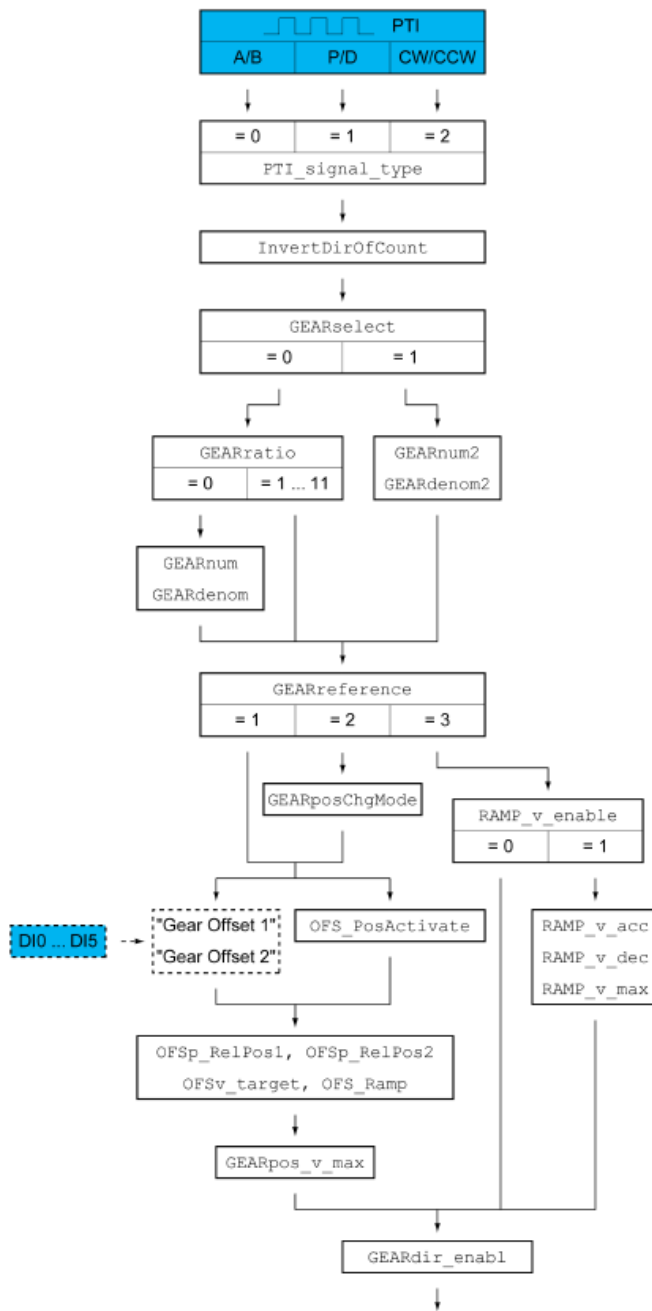 PTI
A/B P/D CW/CCW
= 0 = 1 = 2
PTI_signal_type
InvertDirOfCount
GEARselect
= 0 = 1
GEARratio
= 0 = 1 ... 11
GEARnum2
GEARdenom2
GEARnum
GEARdenom
GEARreference
= 1 = 2 = 3
GEARposChgMode
RAMP_v_enable
= 0 = 1
DI0 ... DI5
"Gear Offset 1"
"Gear Offset 2"
OFS_PosActivate
RAMP_v_acc
RAMP_v_dec
RAMP_v_max
OFSp_RelPos1, OFSp_RelPos2
OFSv_target, OFS_Ramp
GEARpos_v_max
GEARdir_enabl